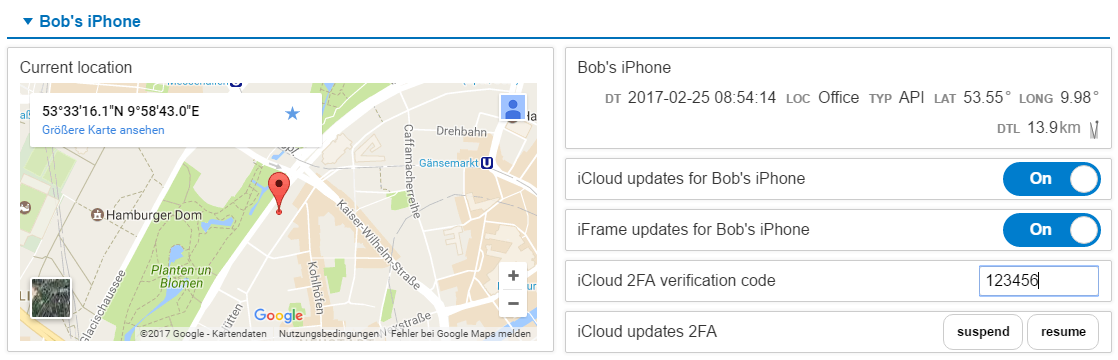 Bob's iPhone
Current location
Messehallen
53°33'16.1"N 9°58'43.0"E
Größere Karte ansehen
Drehbahn
Caffamacherreihe
Gänsemarkt U
Hamburger Dom
Kaiser-Wilhelm-Straße
Planten un
Blomen
Kohlhöfen
Glacischaussee
+
−
Google
©2017 Google - Kartendaten Nutzungsbedingungen Fehler bei Google Maps melden
Bob's iPhone
DT 2017-02-25 08:54:14 LOC Office TYP API LAT 53.55° LONG 9.98°
DTL 13.9km
iCloud updates for Bob's iPhone On
iFrame updates for Bob's iPhone On
iCloud 2FA verification code 123456
iCloud updates 2FA suspend resume